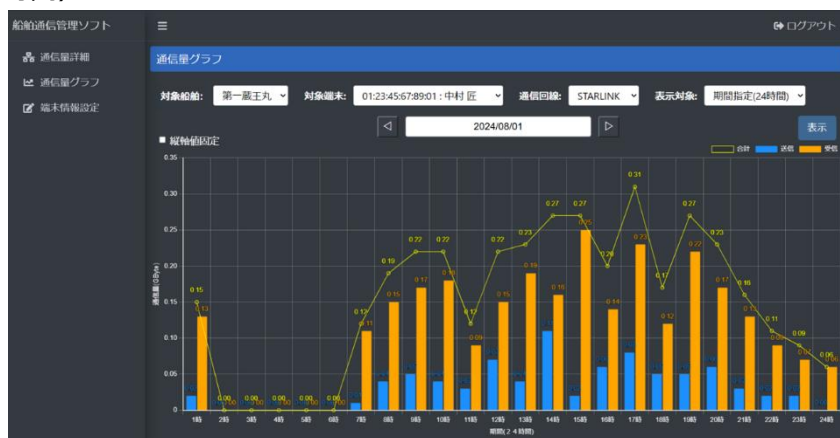 船舶通信管理ソフト
ログアウト
通信量詳細
通信量グラフ
端末情報設定
通信量グラフ
対象船舶: 第一蔵王丸 対象端末: 01:23:45:67:89:01 : 中村 匠 通信回線: STARLINK 表示対象: 期間指定(24時間)
2024/08/01 表示
縦軸値固定
合計 送信 受信
0.35
0.30
0.25
0.20
0.15
0.10
0.05
0
通信量(GByte)
0.15 0.00 0.00 0.00 0.00 0.00 0.12 0.19 0.22 0.22 0.12 0.22 0.23 0.27 0.27 0.20 0.31 0.17 0.27 0.23 0.16 0.11 0.09 0.06
0.13 0.11 0.15 0.17 0.18 0.09 0.15 0.19 0.16 0.25 0.14 0.23 0.12 0.22 0.17 0.13 0.09 0.07 0.06
1時 2時 3時 4時 5時 6時 7時 8時 9時 10時 11時 12時 13時 14時 15時 16時 17時 18時 19時 20時 21時 22時 23時 24時
期間(24時間)